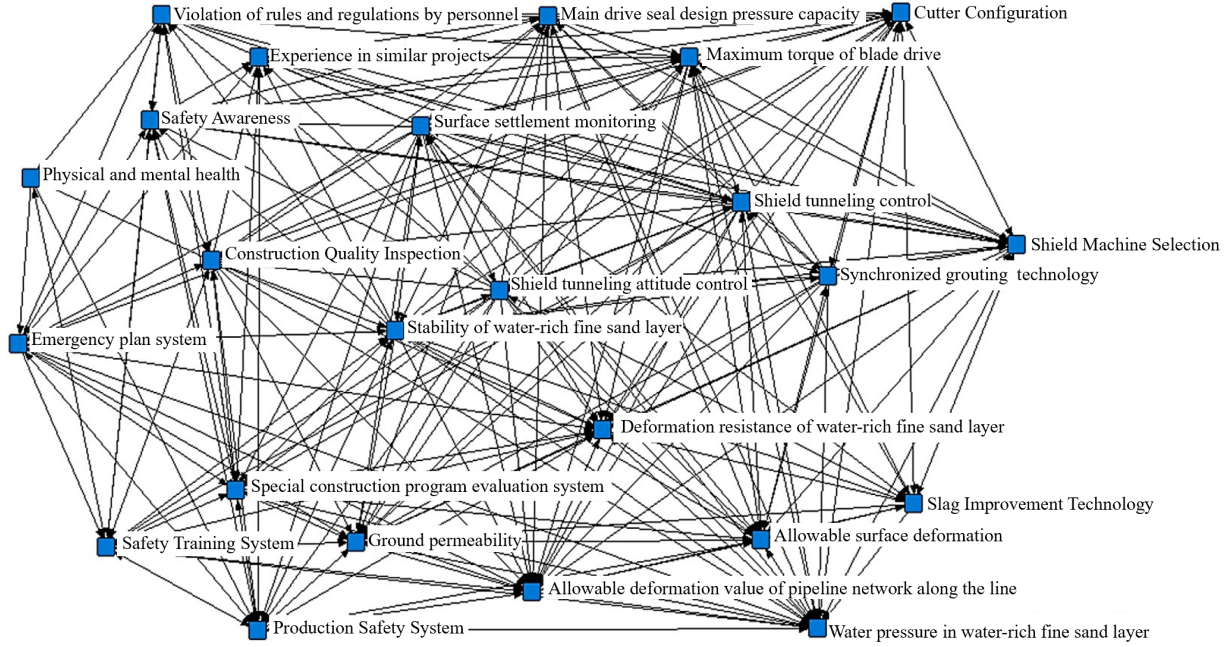 Violation of rules and regulations by personnel
Main drive seal design pressure capacity
Cutter Configuration
Experience in similar projects
Maximum torque of blade drive
Safety Awareness
Surface settlement monitoring
Physical and mental health
Shield tunneling control
Shield Machine Selection
Construction Quality Inspection
Synchronized grouting technology
Shield tunneling attitude control
Stability of water-rich fine sand layer
Emergency plan system
Deformation resistance of water-rich fine sand layer
Special construction program evaluation system
Slag Improvement Technology
Safety Training System
Ground permeability
Allowable surface deformation
Allowable deformation value of pipeline network along the line
Production Safety System
Water pressure in water-rich fine sand layer